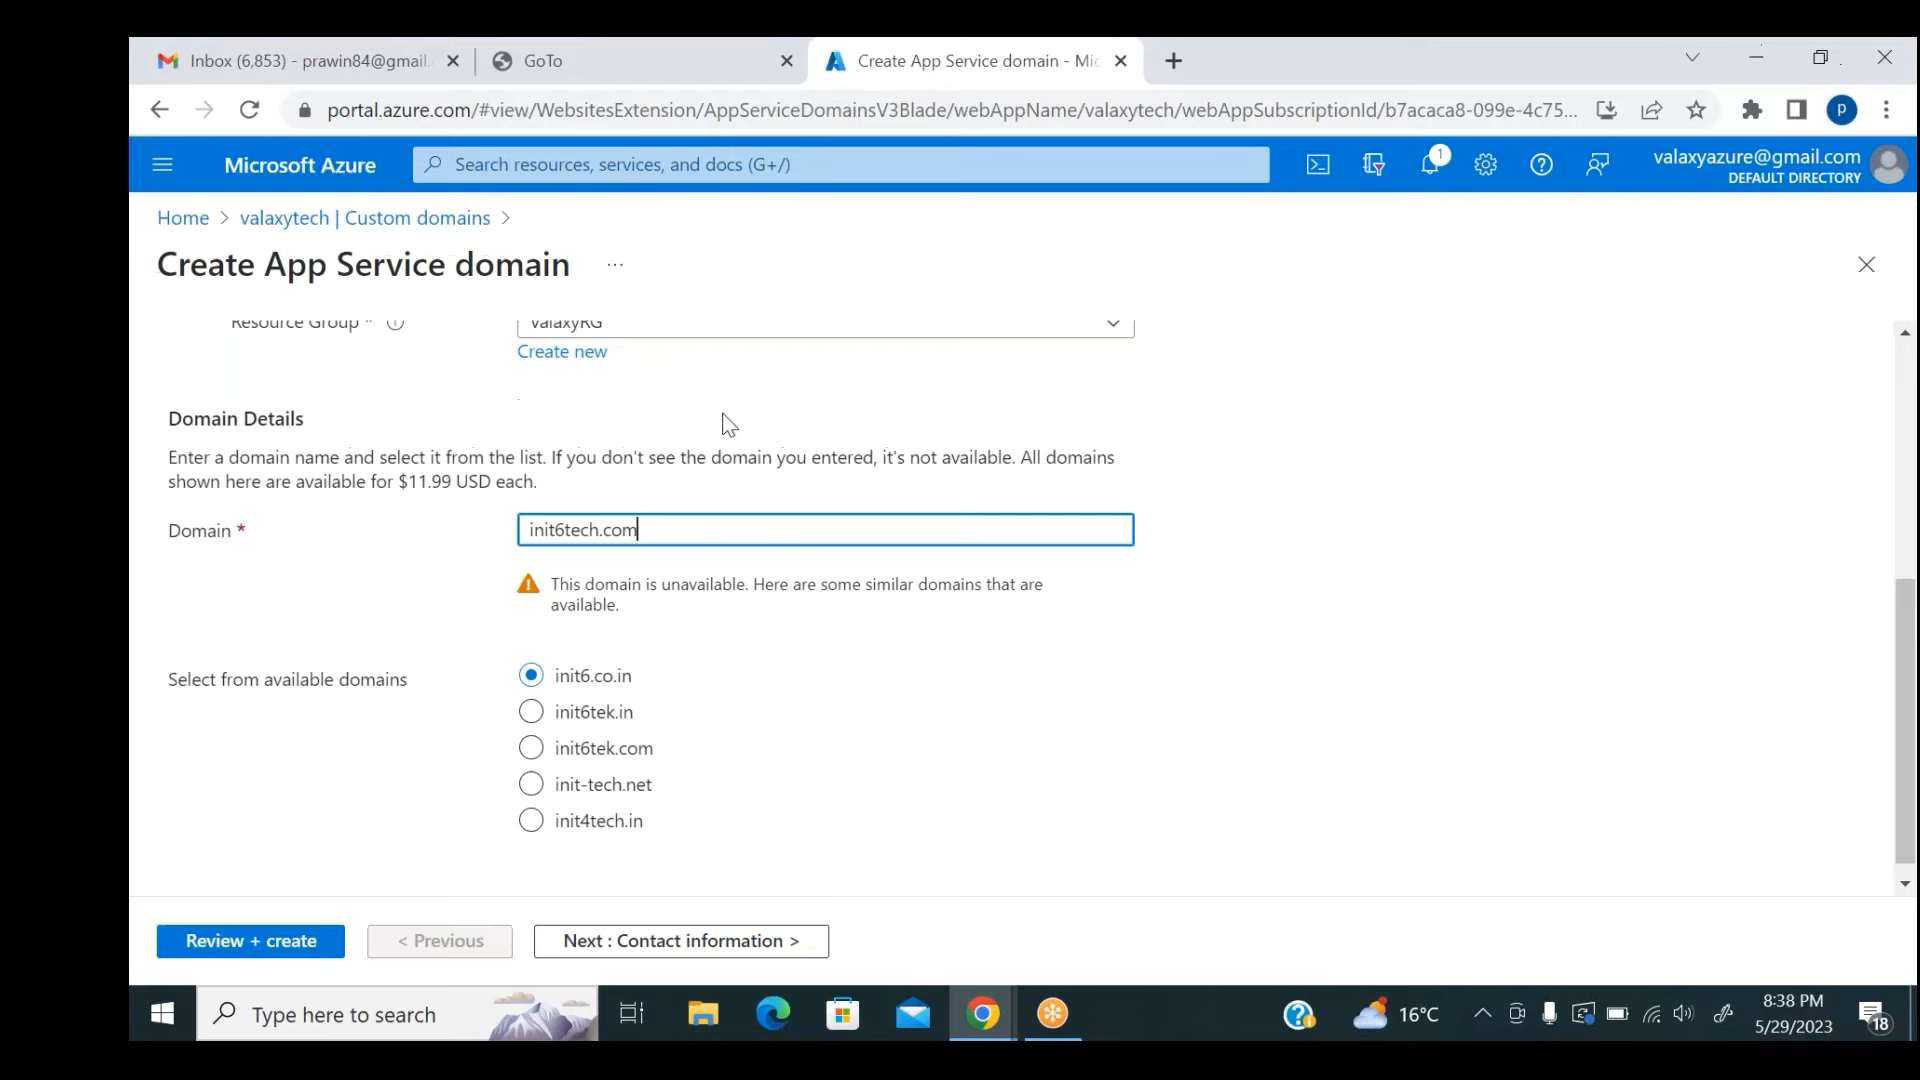 Inbox (6,853) - prawin84@gmail.
GoTo
Create App Service domain - Mic
portal.azure.com/#view/WebsitesExtension/AppServiceDomainsV3Blade/webAppName/valaxytech/webAppSubscriptionId/b7acaca8-099e-4c75...
P
Microsoft Azure
Search resources, services, and docs (G+/)
1
valaxyazure@gmail.com
DEFAULT DIRECTORY
Home > valaxytech | Custom domains >
Create App Service domain ...
Resource Group *
ValaxyRG
Create new
Domain Details
Enter a domain name and select it from the list. If you don't see the domain you entered, it's not available. All domains
shown here are available for $11.99 USD each.
Domain *
init6tech.com
This domain is unavailable. Here are some similar domains that are
available.
Select from available domains
init6.co.in
init6tek.in
init6tek.com
init-tech.net
init4tech.in
Review + create
< Previous
Next : Contact information >
Type here to search
16°C
8:38 PM
5/29/2023
18